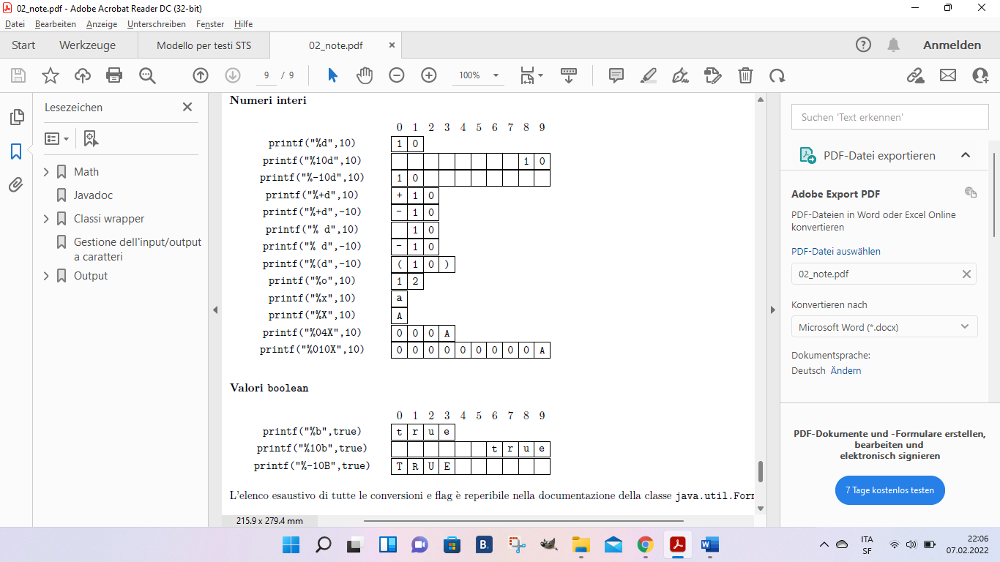 02_note.pdf - Adobe Acrobat Reader DC (32-bit)
Datei Bearbeiten Anzeige Unterschreiben Fenster Hilfe
Start Werkzeuge Modello per testi STS 02_note.pdf Anmelden
9 / 9 100%
Lesezeichen
Math
Javadoc
Classi wrapper
Gestione dell'input/output
a caratteri
Output
Numeri interi
0 1 2 3 4 5 6 7 8 9
printf("%d",10) 1 0
printf("%10d",10) 1 0
printf("%-10d",10) 1 0
printf("%+d",10) + 1 0
printf("%+d",-10) - 1 0
printf("% d",10) 1 0
printf("% d",-10) - 1 0
printf("%(d",-10) ( 1 0 )
printf("%o",10) 1 2
printf("%x",10) a
printf("%X",10) A
printf("%04X",10) 0 0 0 A
printf("%010X",10) 0 0 0 0 0 0 0 0 0 A
Valori boolean
0 1 2 3 4 5 6 7 8 9
printf("%b",true) t r u e
printf("%10b",true) t r u e
printf("%-10B",true) T R U E
L'elenco esaustivo di tutte le conversioni e flag è reperibile nella documentazione della classe java.util.Form
215.9 x 279.4 mm
Suchen 'Text erkennen'
PDF-Datei exportieren
Adobe Export PDF
PDF-Dateien in Word oder Excel Online
konvertieren
PDF-Datei auswählen
02_note.pdf
Konvertieren nach
Microsoft Word (*.docx)
Dokumentsprache:
Deutsch Ändern
PDF-Dokumente und -Formulare erstellen,
bearbeiten und
elektronisch signieren
7 Tage kostenlos testen
B.
ITA
SF
22:06
07.02.2022